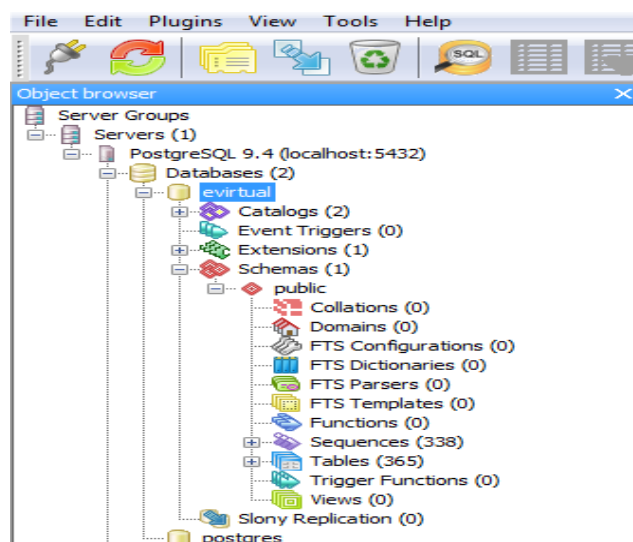 File Edit Plugins View Tools Help
SQL
Object browser
Server Groups
Servers (1)
PostgreSQL 9.4 (localhost:5432)
Databases (2)
evirtual
Catalogs (2)
Event Triggers (0)
Extensions (1)
Schemas (1)
public
Collations (0)
Domains (0)
FTS Configurations (0)
FTS Dictionaries (0)
FTS Parsers (0)
FTS Templates (0)
Functions (0)
Sequences (338)
Tables (365)
Trigger Functions (0)
Views (0)
Slony Replication (0)
postgres